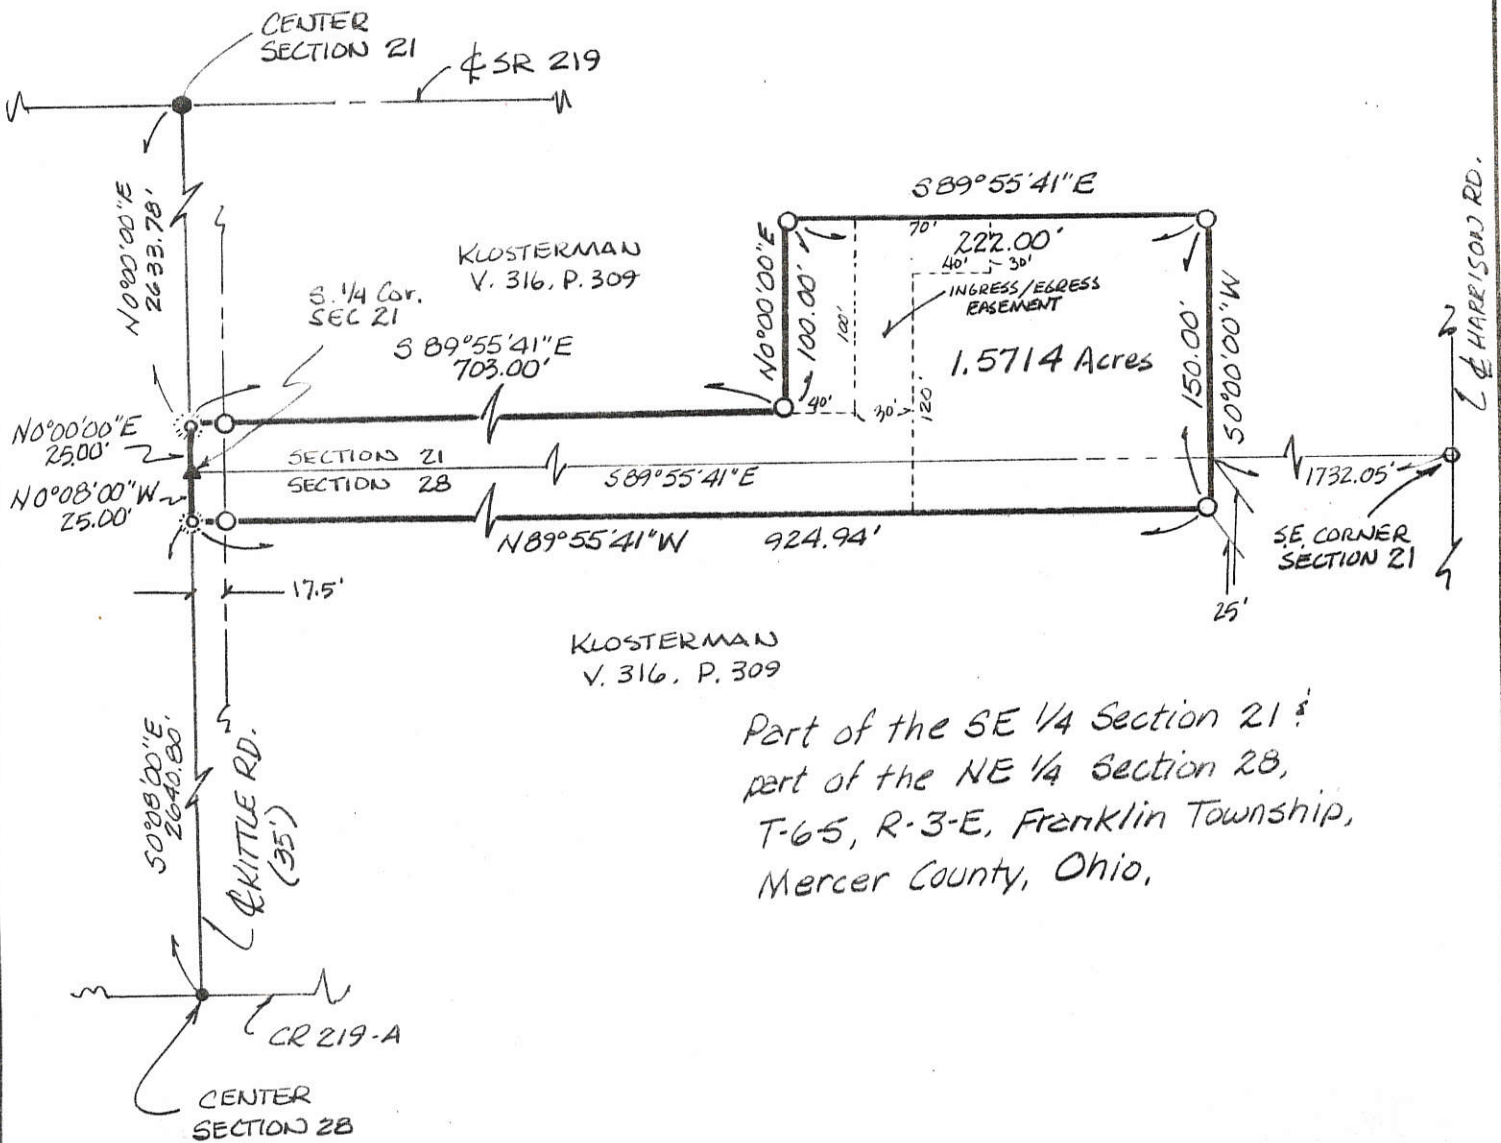 CENTER
SECTION 21
℄ SR 219
N0°00'00"E
2633.78'
KLOSTERMAN
V. 316, P. 309
S. 1/4 Cor.
SEC 21
S 89°55'41"E
703.00'
N0°00'00"E
100.00'
S89°55'41"E
222.00'
70'
40'
30'
INGRESS/EGRESS
EASEMENT
100'
1.5714 Acres
150.00'
S0°00'00"W
℄ HARRISON RD.
40'
30'
120'
N0°00'00"E
25.00'
N0°08'00"W
25.00'
SECTION 21
SECTION 28
S89°55'41"E
1732.05'
S.E. CORNER
SECTION 21
N89°55'41"W
924.94'
25'
17.5'
KLOSTERMAN
V. 316, P. 309
S0°08'00"E
2640.80'
℄ KITTLE RD.
(35')
Part of the SE 1/4 Section 21 &
part of the NE 1/4 Section 28,
T-6-S, R-3-E, Franklin Township,
Mercer County, Ohio,
CR 219-A
CENTER
SECTION 28